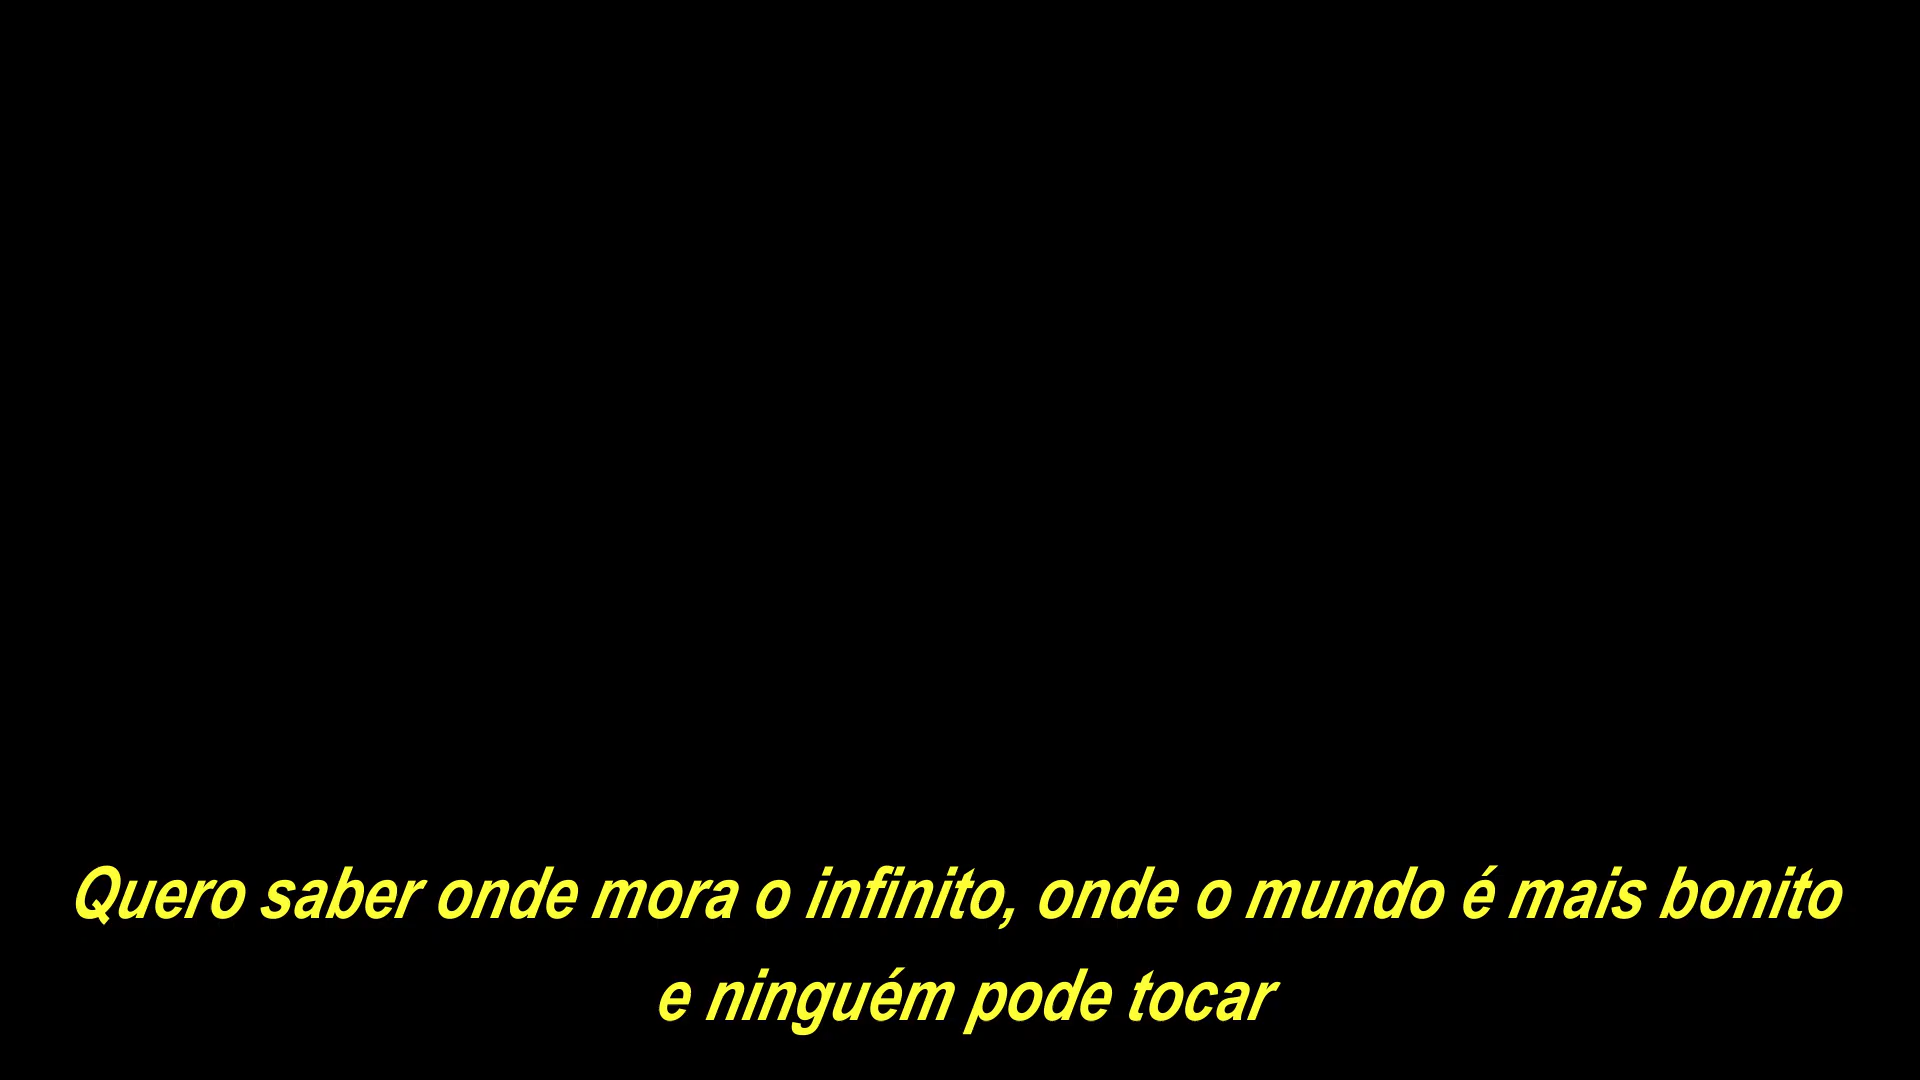 Quero saber onde mora o infinito, onde o mundo é mais bonito
e ninguém pode tocar